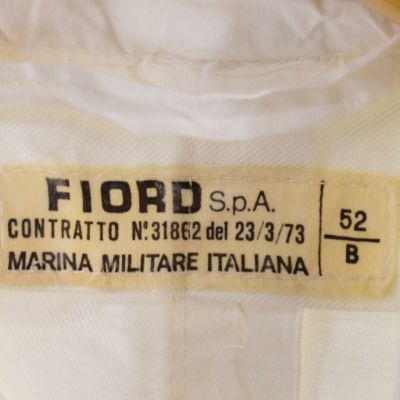 FIORD S.p.A.
CONTRATTO N° 31862 del 23/3/73
MARINA MILITARE ITALIANA
52
B